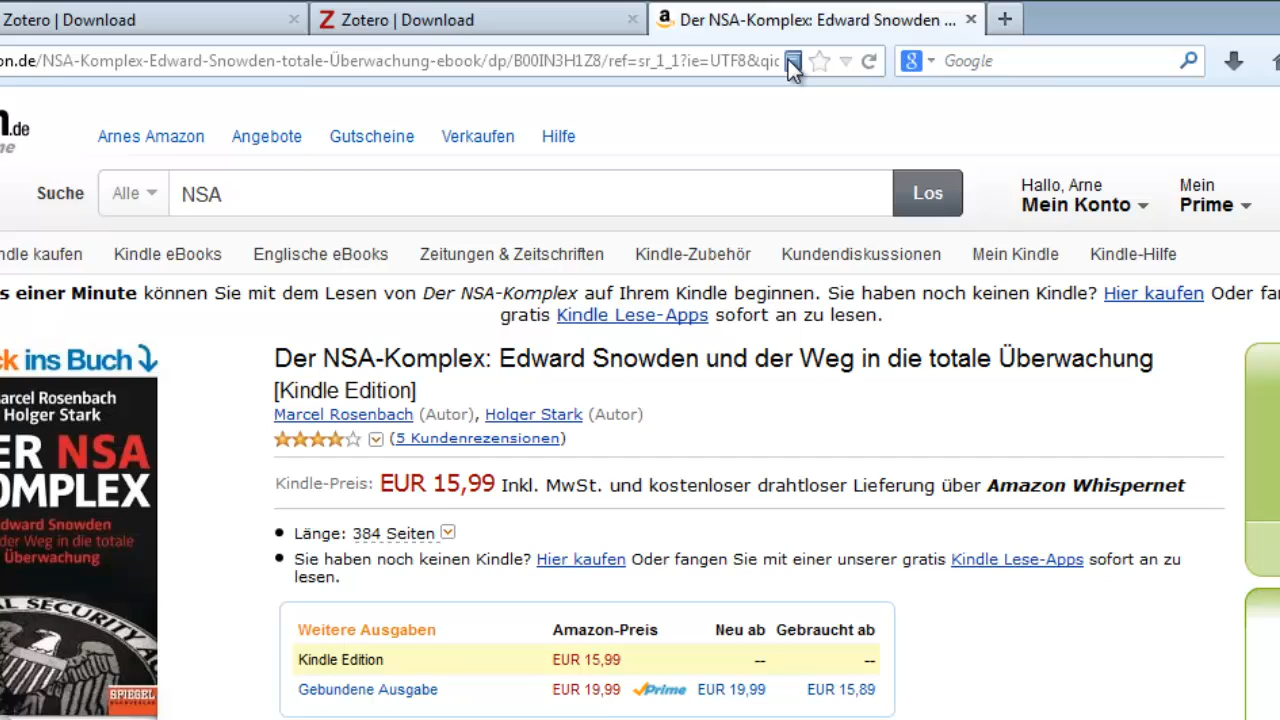 Zotero | Download
Z Zotero | Download
a Der NSA-Komplex: Edward Snowden ...
on.de/NSA-Komplex-Edward-Snowden-totale-Überwachung-ebook/dp/B00IN3H1Z8/ref=sr_1_1?ie=UTF8&qid
Google
n.de
me
Arnes Amazon Angebote Gutscheine Verkaufen Hilfe
Suche Alle NSA Los
Hallo, Arne
Mein Konto
Mein
Prime
ndle kaufen Kindle eBooks Englische eBooks Zeitungen & Zeitschriften Kindle-Zubehör Kundendiskussionen Mein Kindle Kindle-Hilfe
s einer Minute können Sie mit dem Lesen von Der NSA-Komplex auf Ihrem Kindle beginnen. Sie haben noch keinen Kindle? Hier kaufen Oder fan
gratis Kindle Lese-Apps sofort an zu lesen.
ck ins Buch
arcel Rosenbach
Holger Stark
ER NSA
OMPLEX
dward Snowden
der Weg in die totale
Überwachung
AL SECURITY
SPIEGEL
Der NSA-Komplex: Edward Snowden und der Weg in die totale Überwachung
[Kindle Edition]
Marcel Rosenbach (Autor), Holger Stark (Autor)
(5 Kundenrezensionen)
Kindle-Preis: EUR 15,99 Inkl. MwSt. und kostenloser drahtloser Lieferung über Amazon Whispernet
Länge: 384 Seiten
Sie haben noch keinen Kindle? Hier kaufen Oder fangen Sie mit einer unserer gratis Kindle Lese-Apps sofort an zu
lesen.
Weitere Ausgaben Amazon-Preis Neu ab Gebraucht ab
Kindle Edition EUR 15,99 -- --
Gebundene Ausgabe EUR 19,99 Prime EUR 19,99 EUR 15,89